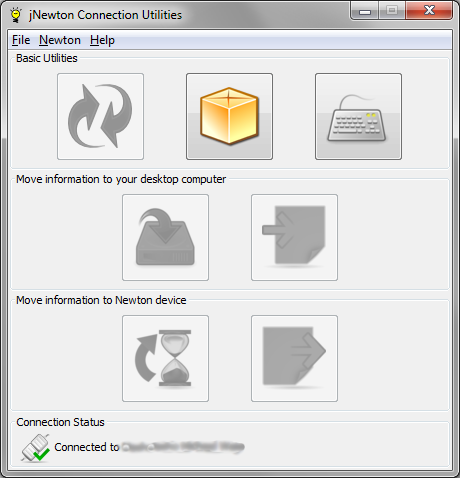 jNewton Connection Utilities
File Newton Help
Basic Utilities
Move information to your desktop computer
Move information to Newton device
Connection Status
Connected to